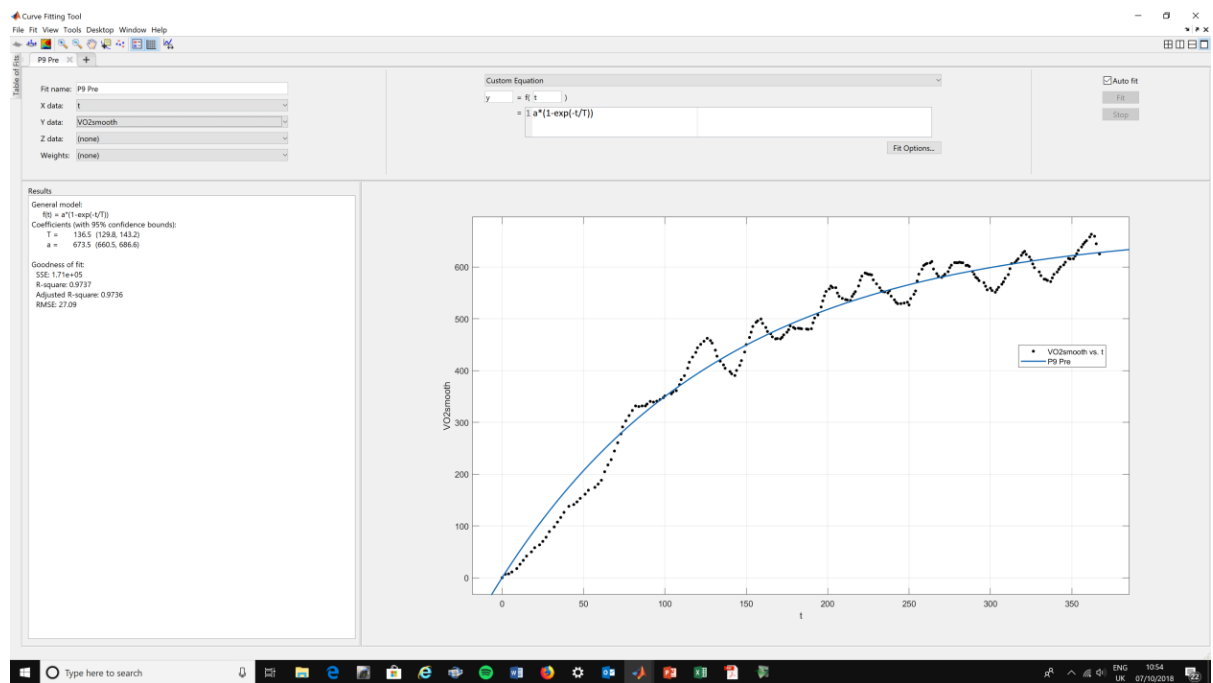 Curve Fitting Tool
File Fit View Tools Desktop Window Help
Table of Fits
P9 Pre
Fit name: P9 Pre
X data: t
Y data: VO2smooth
Z data: (none)
Weights: (none)
Custom Equation
y = f( t )
= 1 a*(1-exp(-t/T))
Fit Options...
Auto fit
Fit
Stop
Results
General model:
f(t) = a*(1-exp(-t/T))
Coefficients (with 95% confidence bounds):
T = 136.5 (129.8, 143.2)
a = 673.5 (660.5, 686.6)
Goodness of fit:
SSE: 1.71e+05
R-square: 0.9737
Adjusted R-square: 0.9736
RMSE: 27.09
600
500
400
300
200
100
0
VO2smooth
0 50 100 150 200 250 300 350
t
VO2smooth vs. t
P9 Pre
Type here to search
ENG
UK
10:54
07/10/2018
22